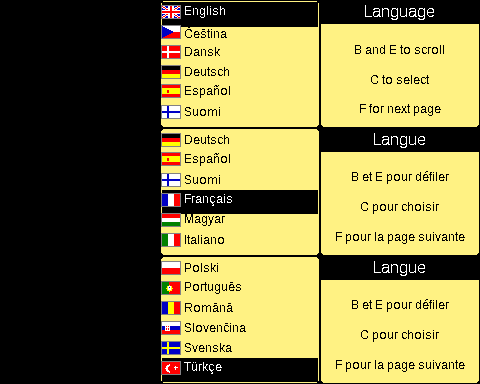 English
Čeština
Dansk
Deutsch
Español
Suomi
Language
B and E to scroll
C to select
F for next page
Deutsch
Español
Suomi
Français
Magyar
Italiano
Langue
B et E pour défiler
C pour choisir
F pour la page suivante
Polski
Português
Română
Slovenčina
Svenska
Türkçe
Langue
B et E pour défiler
C pour choisir
F pour la page suivante